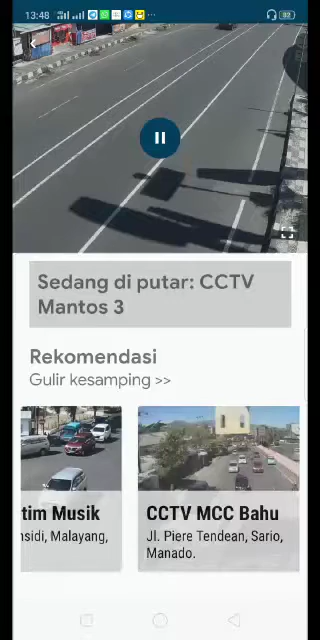 13:48
82
Sedang di putar: CCTV
Mantos 3
Rekomendasi
Gulir kesamping >>
tim Musik
nsidi, Malayang,
CCTV MCC Bahu
Jl. Piere Tendean, Sario,
Manado.